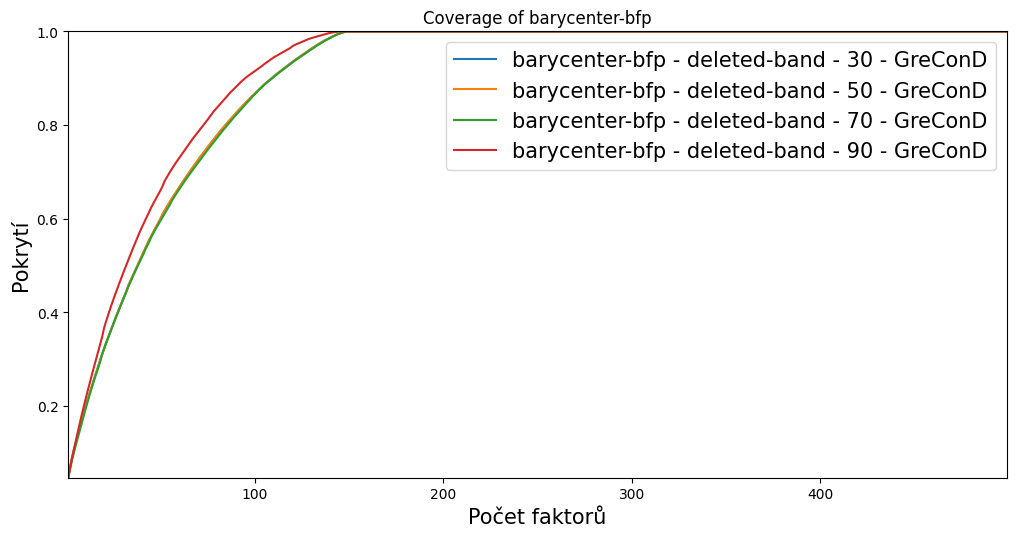 Coverage of barycenter-bfp
1.0
0.8
0.6
0.4
0.2
Pokrytí
barycenter-bfp - deleted-band - 30 - GreConD
barycenter-bfp - deleted-band - 50 - GreConD
barycenter-bfp - deleted-band - 70 - GreConD
barycenter-bfp - deleted-band - 90 - GreConD
100
200
300
400
Počet faktorů